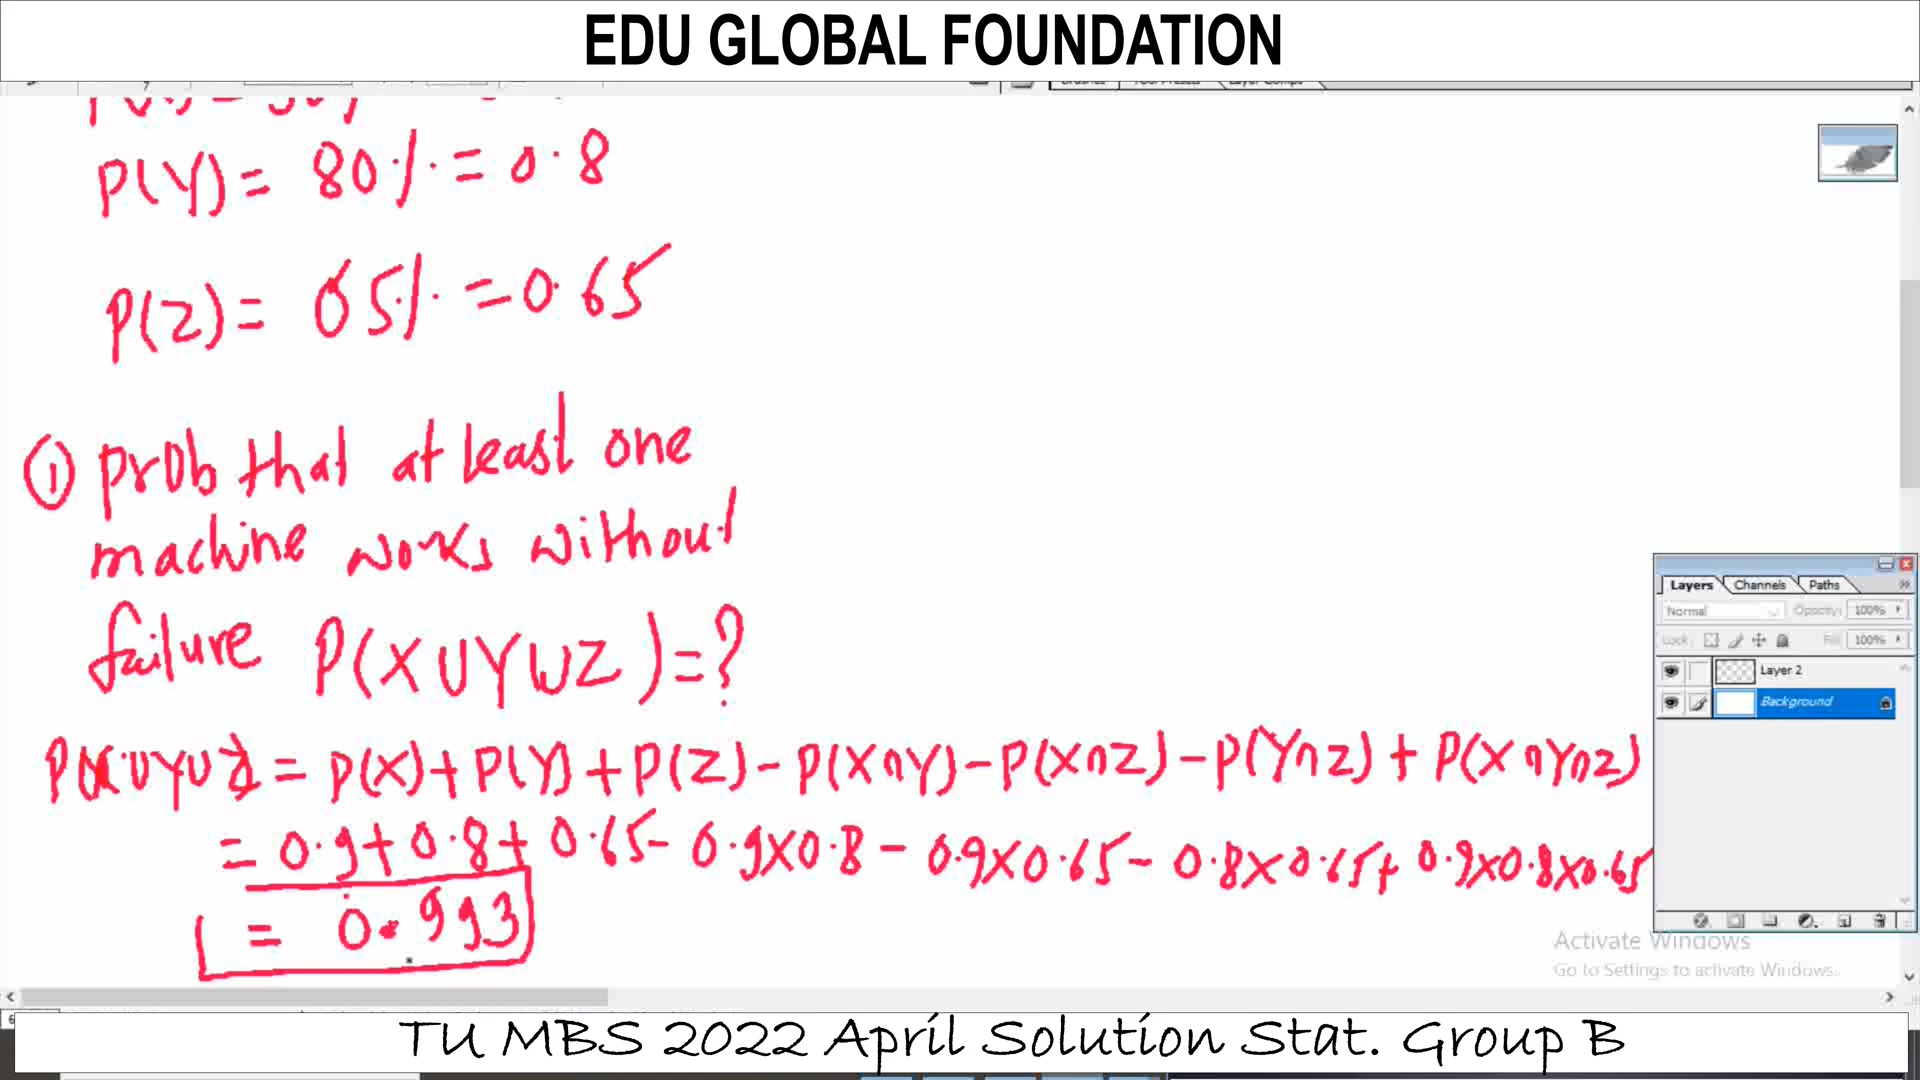 EDU GLOBAL FOUNDATION
P(Y) = 80% = 0.8
P(Z) = 65% = 0.65
① prob that at least one
machine works without
failure P(X∪Y∪Z) = ?
P(X∪Y∪Z) = P(X) + P(Y) + P(Z) - P(X∩Y) - P(X∩Z) - P(Y∩Z) + P(X∩Y∩Z)
= 0.9 + 0.8 + 0.65 - 0.9×0.8 - 0.9×0.65 - 0.8×0.65 + 0.9×0.8×0.65
= 0.993
Layers Channels Paths
Normal Opacity: 100%
Lock: Fill: 100%
Layer 2
Background
Activate Windows
Go to Settings to activate Windows.
TU MBS 2022 April Solution Stat. Group B